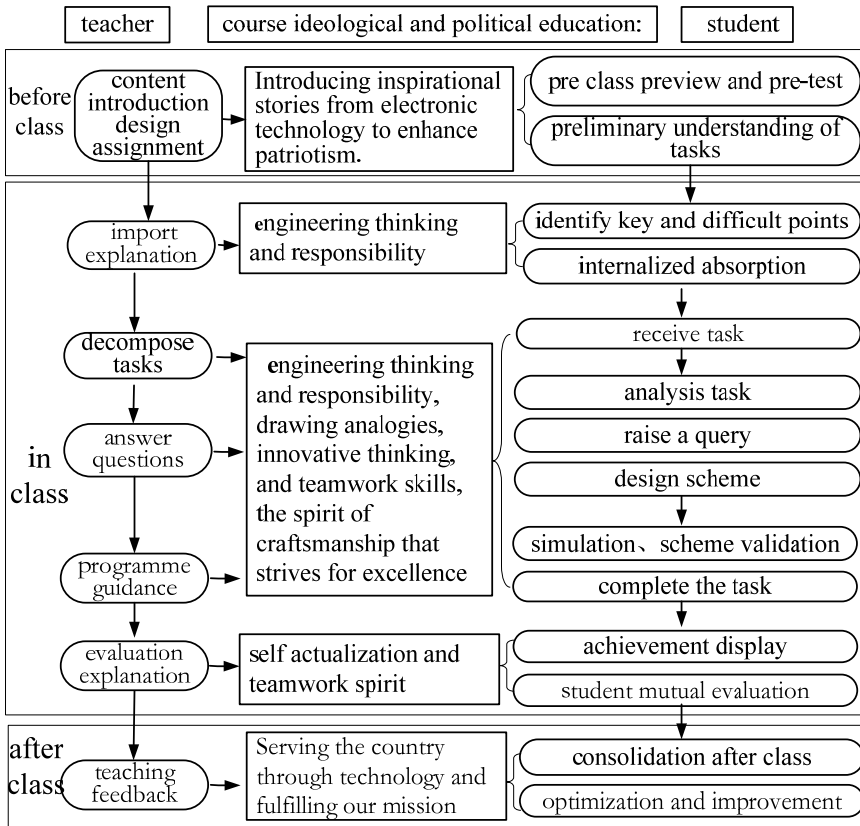 teacher
course ideological and political education:
student
before
class
content
introduction
design
assignment
Introducing inspirational
stories from electronic
technology to enhance
patriotism.
pre class preview and pre-test
preliminary understanding of
tasks
in
class
import
explanation
engineering thinking
and responsibility
identify key and difficult points
internalized absorption
decompose
tasks
answer
questions
programme
guidance
engineering thinking
and responsibility,
drawing analogies,
innovative thinking,
and teamwork skills,
the spirit of
craftsmanship that
strives for excellence
receive task
analysis task
raise a query
design scheme
simulation、scheme validation
complete the task
evaluation
explanation
self actualization and
teamwork spirit
achievement display
student mutual evaluation
after
class
teaching
feedback
Serving the country
through technology and
fulfilling our mission
consolidation after class
optimization and improvement